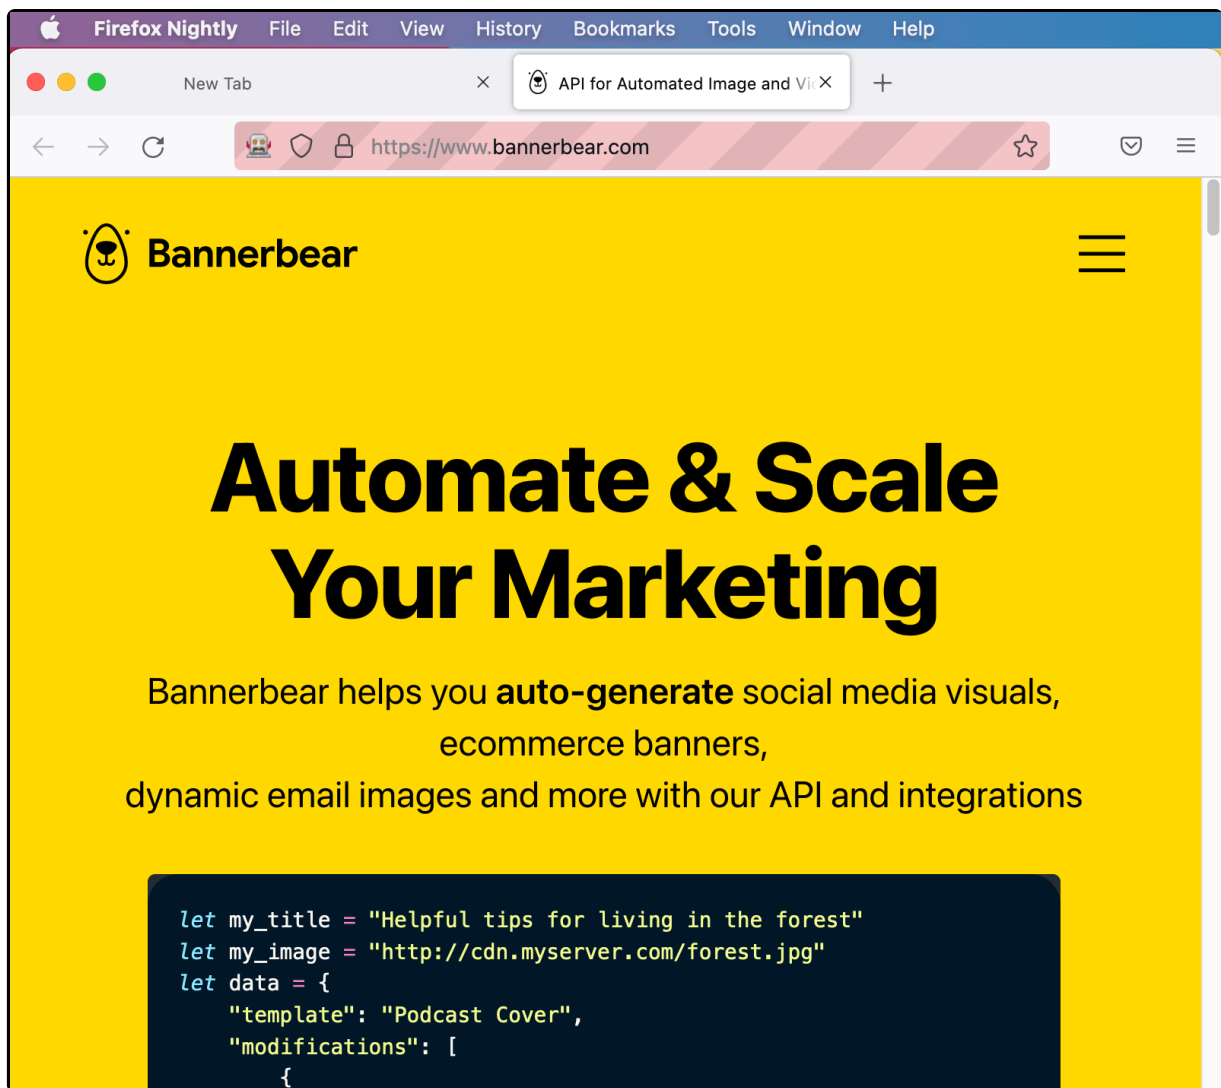 Firefox Nightly File Edit View History Bookmarks Tools Window Help
New Tab
API for Automated Image and
https://www.bannerbear.com
Bannerbear
Automate & Scale
Your Marketing
Bannerbear helps you auto-generate social media visuals,
ecommerce banners,
dynamic email images and more with our API and integrations
let my_title = "Helpful tips for living in the forest"
let my_image = "http://cdn.myserver.com/forest.jpg"
let data = {
"template": "Podcast Cover",
"modifications": [
{